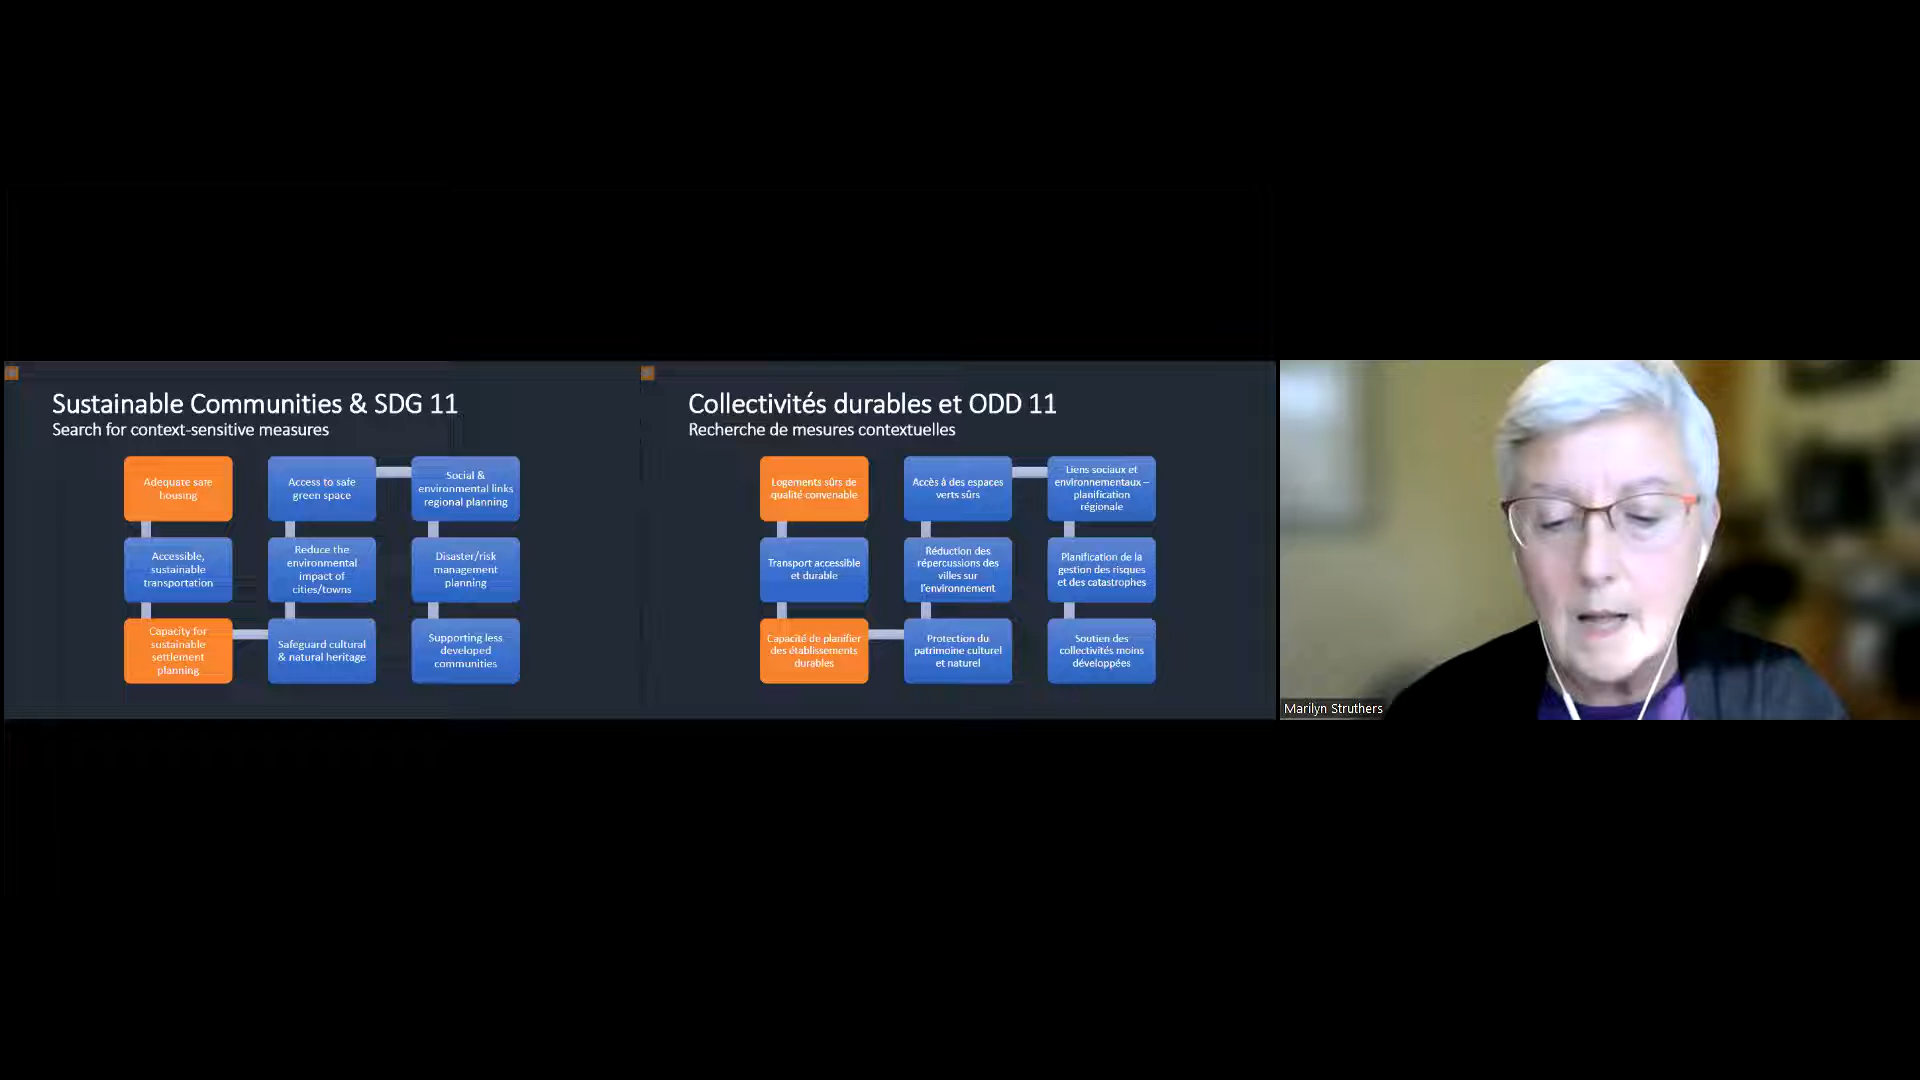 Sustainable Communities & SDG 11
Search for context-sensitive measures
Adequate safe
housing
Accessible,
sustainable
transportation
Capacity for
sustainable
settlement
planning
Access to safe
green space
Reduce the
environmental
impact of
cities/towns
Safeguard cultural
& natural heritage
Social &
environmental links
regional planning
Disaster/risk
management
planning
Supporting less
developed
communities
Collectivités durables et ODD 11
Recherche de mesures contextuelles
Logements sûrs de
qualité convenable
Transport accessible
et durable
Capacité de planifier
des établissements
durables
Accès à des espaces
verts sûrs
Réduction des
répercussions des
villes sur
l'environnement
Protection du
patrimoine culturel
et naturel
Liens sociaux et
environnementaux –
planification
régionale
Planification de la
gestion des risques
et des catastrophes
Soutien des
collectivités moins
développées
Marilyn Struthers